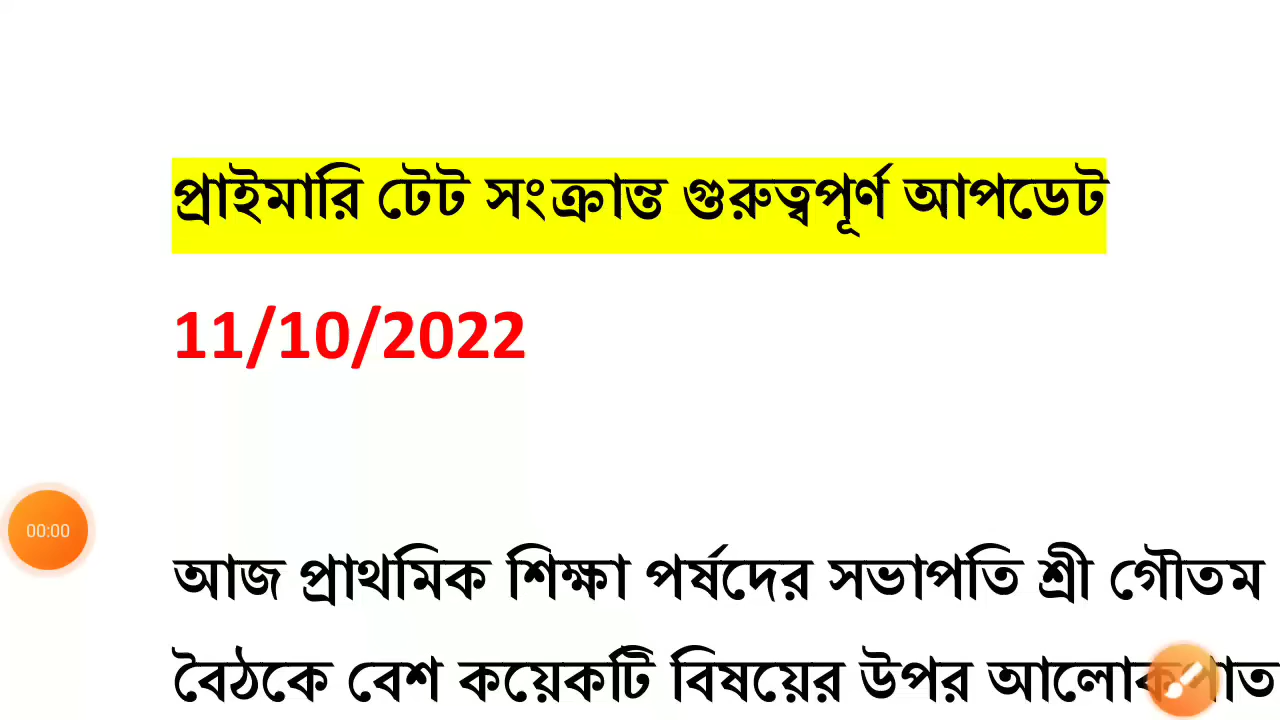 প্রাইমারি টেট সংক্রান্ত গুরুত্বপূর্ণ আপডেট
11/10/2022
00:00
আজ প্রাথমিক শিক্ষা পর্ষদের সভাপতি শ্রী গৌতম
বৈঠকে বেশ কয়েকটি বিষয়ের উপর আলোকপাত